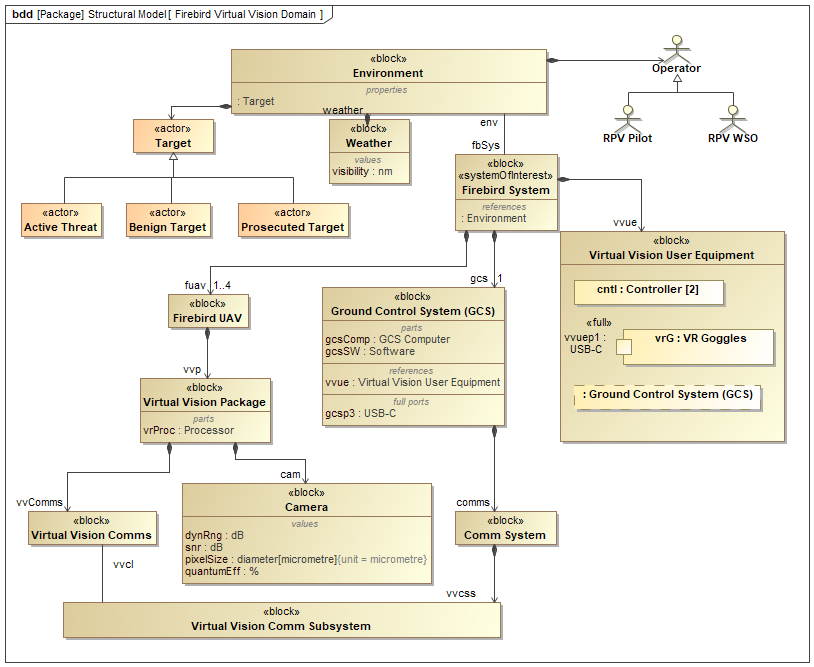 bdd [Package] Structural Model [ Firebird Virtual Vision Domain ]
«block»
Environment
properties
: Target
Operator
RPV Pilot
RPV WSO
weather
env
fbSys
«actor»
Target
«block»
Weather
values
visibility : nm
«block»
«systemOfInterest»
Firebird System
references
: Environment
«actor»
Active Threat
«actor»
Benign Target
«actor»
Prosecuted Target
vvue
«block»
Virtual Vision User Equipment
cntl : Controller [2]
«full»
vvuep1 :
USB-C
vrG : VR Goggles
: Ground Control System (GCS)
fuav
1..4
gcs
1
«block»
Firebird UAV
«block»
Ground Control System (GCS)
parts
gcsComp : GCS Computer
gcsSW : Software
references
vvue : Virtual Vision User Equipment
full ports
gcsp3 : USB-C
vvp
«block»
Virtual Vision Package
parts
vrProc : Processor
vvComms
cam
comms
«block»
Virtual Vision Comms
«block»
Camera
values
dynRng : dB
snr : dB
pixelSize : diameter[micrometre]{unit = micrometre}
quantumEff : %
«block»
Comm System
vvcl
vvcss
«block»
Virtual Vision Comm Subsystem